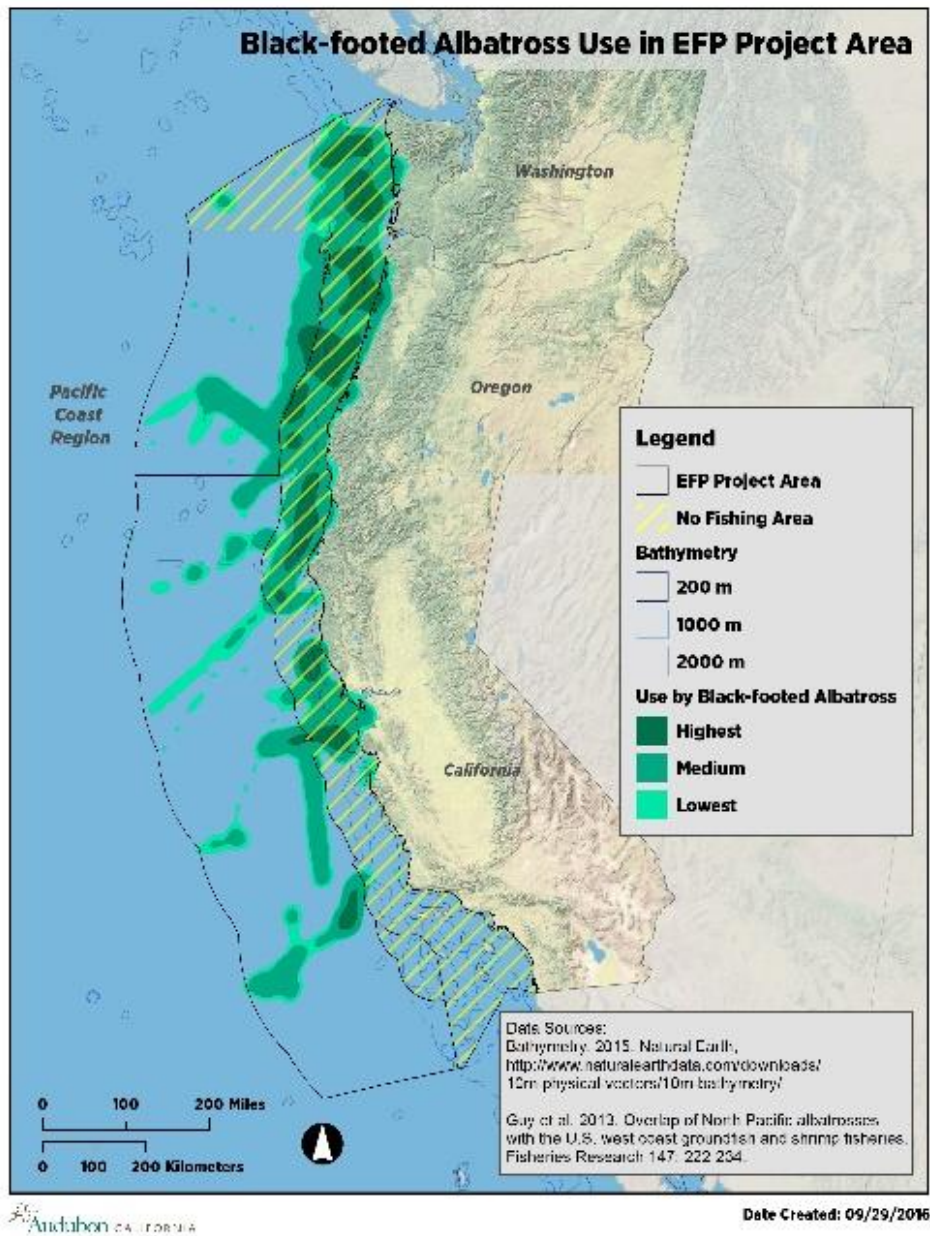 Black-footed Albatross Use in EFP Project Area
Washington
Oregon
Pacific
Coast
Region
California
Legend
EFP Project Area
No Fishing Area
Bathymetry
200 m
1000 m
2000 m
Use by Black-footed Albatross
Highest
Medium
Lowest
Data Sources:
Bathymetry. 2015. Natural Earth,
http://www.naturalearthdata.com/downloads/
10m-physical-vectors/10m-bathymetry/
Guy et al. 2013. Overlap of North Pacific albatrosses
with the U.S. west coast groundfish and shrimp fisheries.
Fisheries Research 147: 222-234.
0 100 200 Miles
0 100 200 Kilometers
Audubon CALIFORNIA
Date Created: 09/29/2016